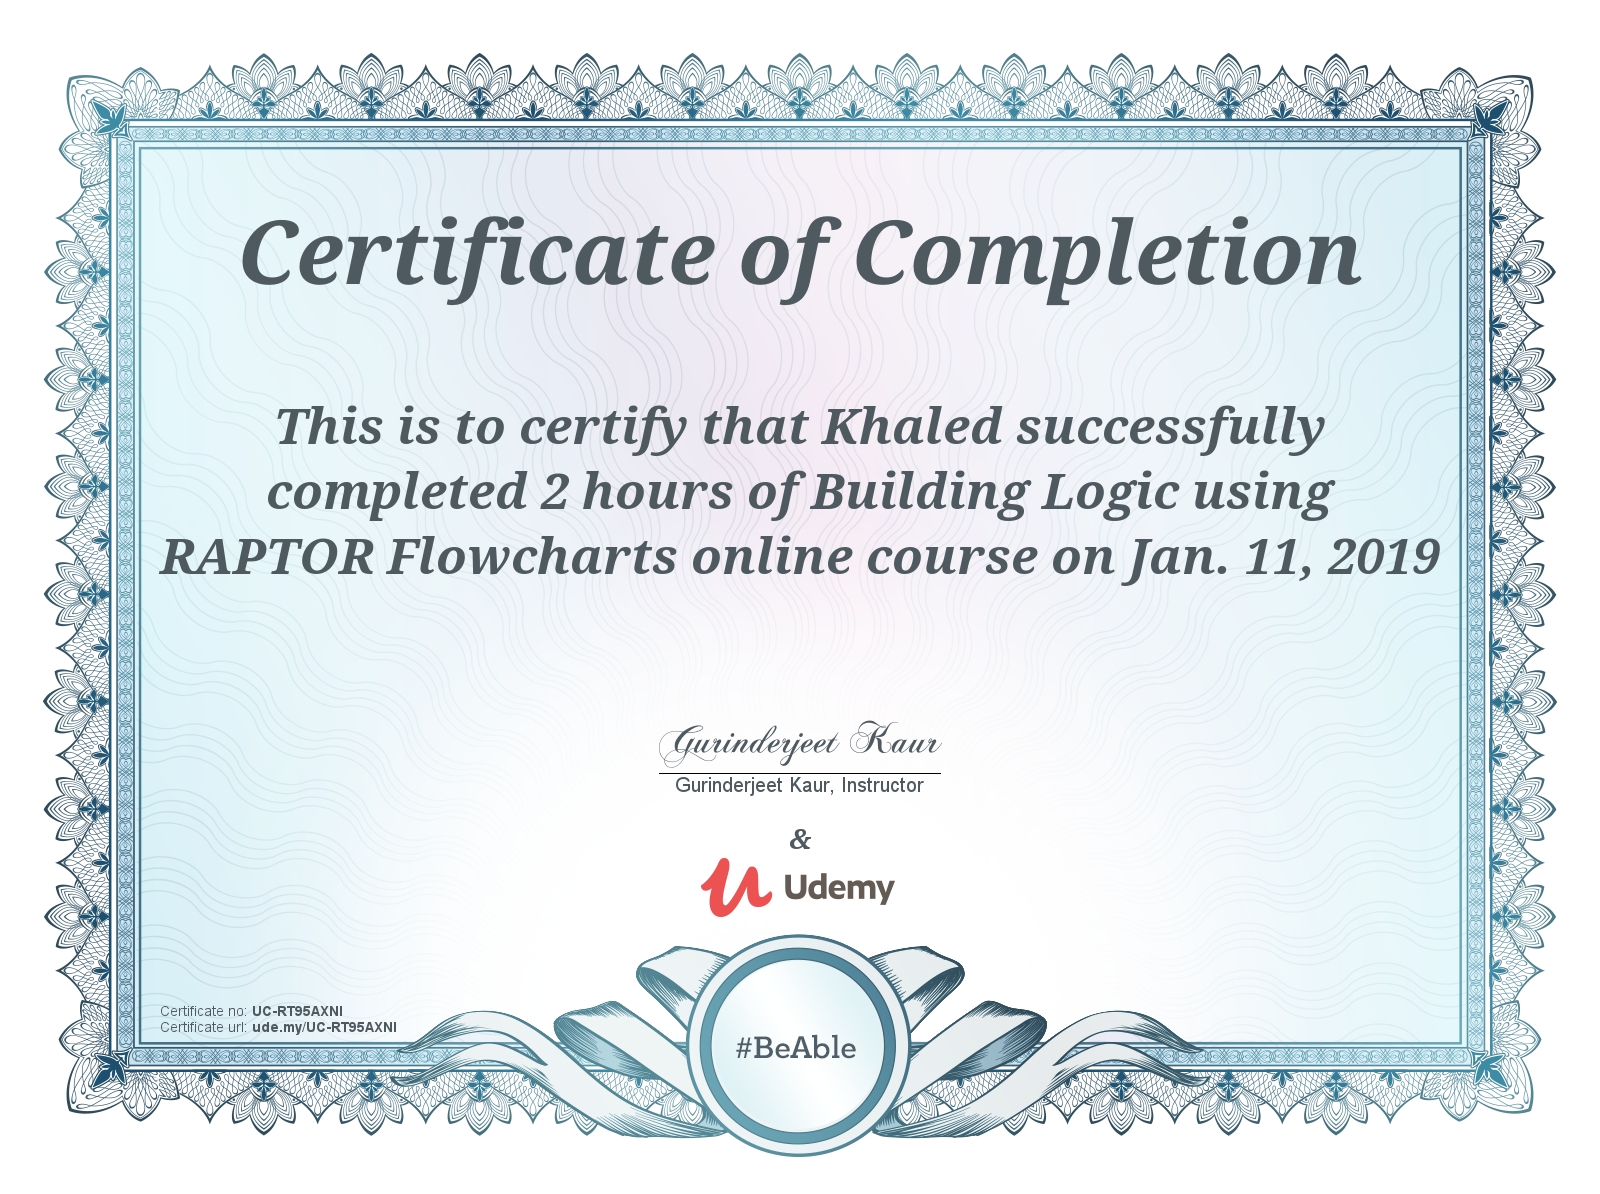 Certificate of Completion
This is to certify that Khaled successfully
completed 2 hours of Building Logic using
RAPTOR Flowcharts online course on Jan. 11, 2019
Gurinderjeet Kaur
Gurinderjeet Kaur, Instructor
&
Udemy
Certificate no: UC-RT95AXNI
Certificate url: ude.my/UC-RT95AXNI
#BeAble